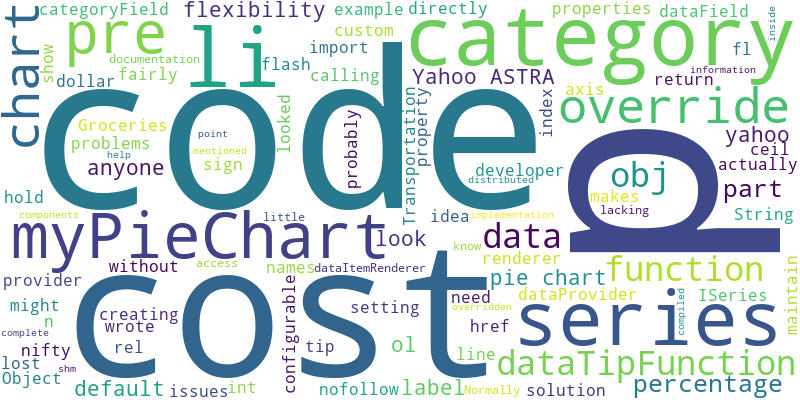 categoryField
flexibility
example
directly
properties
dataField
pre
li
category
chart
show
documentation
fairly
dollar
import
custom
flash
calling
Yahoo ASTRA
fl
return
inside
information
axis
code
override
Groceries
problems
help
anyone
point
mentioned
sign
looked
probably
Transportation
property
index
developer
distributed
yahoo
ceil
actually
obj
part
p
hold
components
myPieChart
little
look
idea
data
makes
lacking
String
without
names
access
dataItemRenderer
know
implementation
renderer
pie chart
function
maintain
provider
might
n
creating
wrote
rel
cost
configurable
setting
tip
need
overridden
href
dataProvider
ISeries
compiled
series
complete
nifty
lost
Object
shm
default
issues
int
ol
nofollow
label
line
Normally
solution
dataTipFunction
percentage